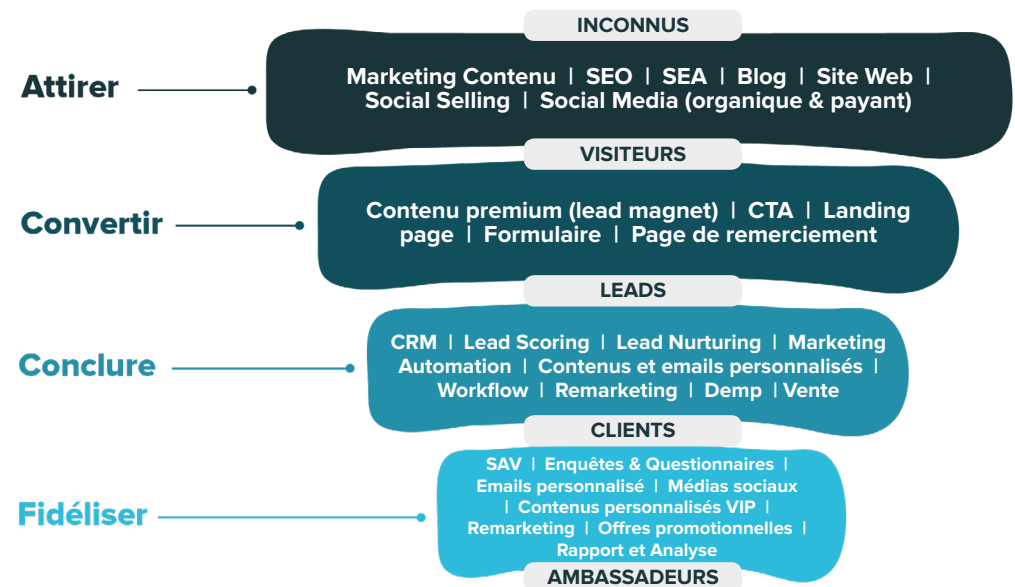 INCONNUS
Attirer
Marketing Contenu | SEO | SEA | Blog | Site Web |
Social Selling | Social Media (organique & payant)
VISITEURS
Convertir
Contenu premium (lead magnet) | CTA | Landing
page | Formulaire | Page de remerciement
LEADS
Conclure
CRM | Lead Scoring | Lead Nurturing | Marketing
Automation | Contenus et emails personnalisés |
Workflow | Remarketing | Demp | Vente
CLIENTS
Fidéliser
SAV | Enquêtes & Questionnaires |
Emails personnalisé | Médias sociaux
| Contenus personnalisés VIP |
Remarketing | Offres promotionnelles |
Rapport et Analyse
AMBASSADEURS